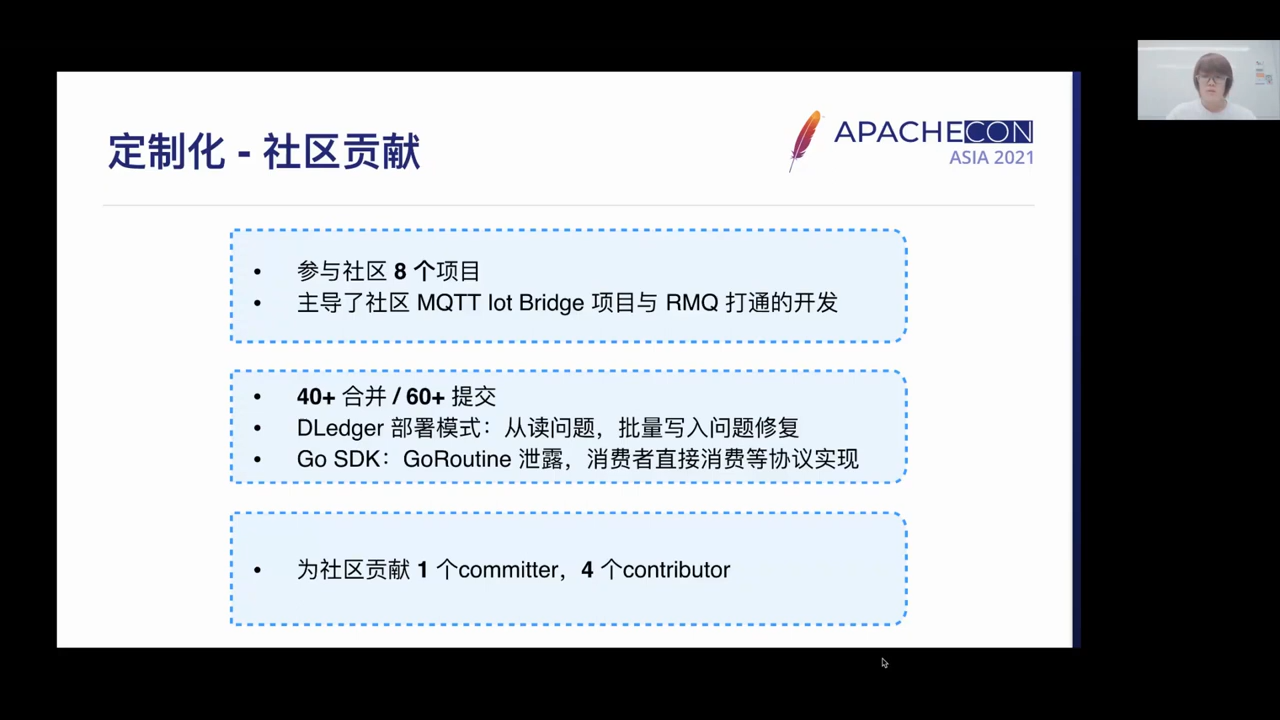 定制化 - 社区贡献
APACHECON
ASIA 2021
• 参与社区 8 个项目
• 主导了社区 MQTT Iot Bridge 项目与 RMQ 打通的开发
• 40+ 合并 / 60+ 提交
• DLedger 部署模式：从读问题，批量写入问题修复
• Go SDK：GoRoutine 泄露，消费者直接消费等协议实现
• 为社区贡献 1 个committer，4 个contributor